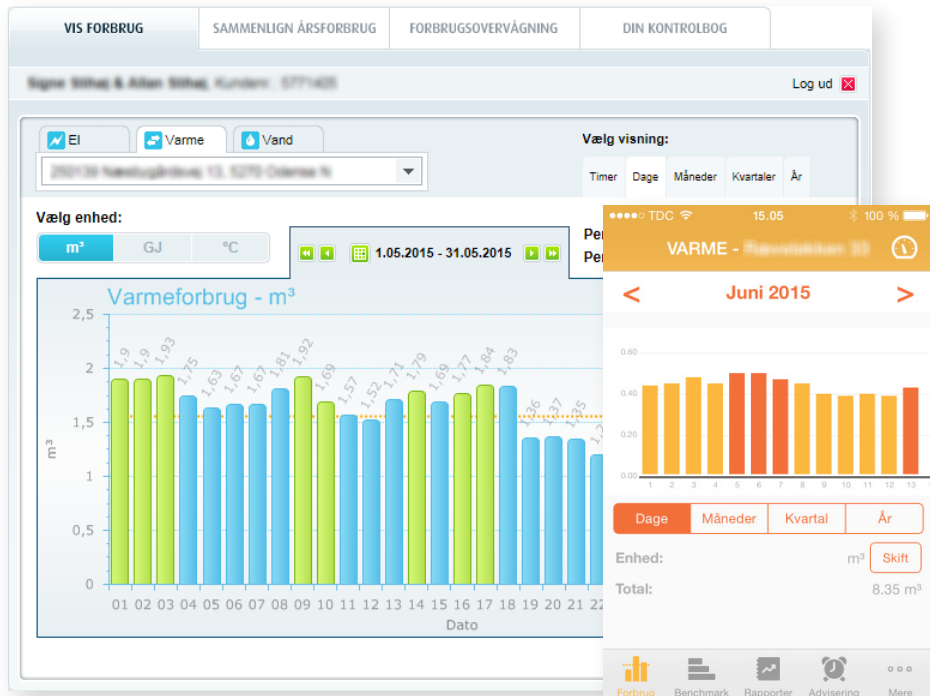 VIS FORBRUG
SAMMENLIGN ÅRSFORBRUG
FORBRUGSOVERVÅGNING
DIN KONTROLBOG
Log ud
El
Varme
Vand
Vælg visning:
Timer
Dage
Måneder
Kvartaler
År
Vælg enhed:
m³
GJ
°C
1.05.2015 - 31.05.2015
Per
Per
Varmeforbrug - m³
2,5
2
1,5
1
0,5
0
m³
1,9
1,9
1,93
1,75
1,63
1,67
1,67
1,81
1,92
1,69
1,57
1,52
1,71
1,79
1,69
1,77
1,84
1,83
1,36
1,37
1,35
01 02 03 04 05 06 07 08 09 10 11 12 13 14 15 16 17 18 19 20 21 22
Dato
TDC
15.05
100 %
VARME -
<
Juni 2015
>
0.60
0.40
0.20
0.00
1 2 3 4 5 6 7 8 9 10 11 12 13
Dage
Måneder
Kvartal
År
Enhed:
m³
Skift
Total:
8.35 m³
Forbrug
Benchmark
Rapporter
Advisering
Mere